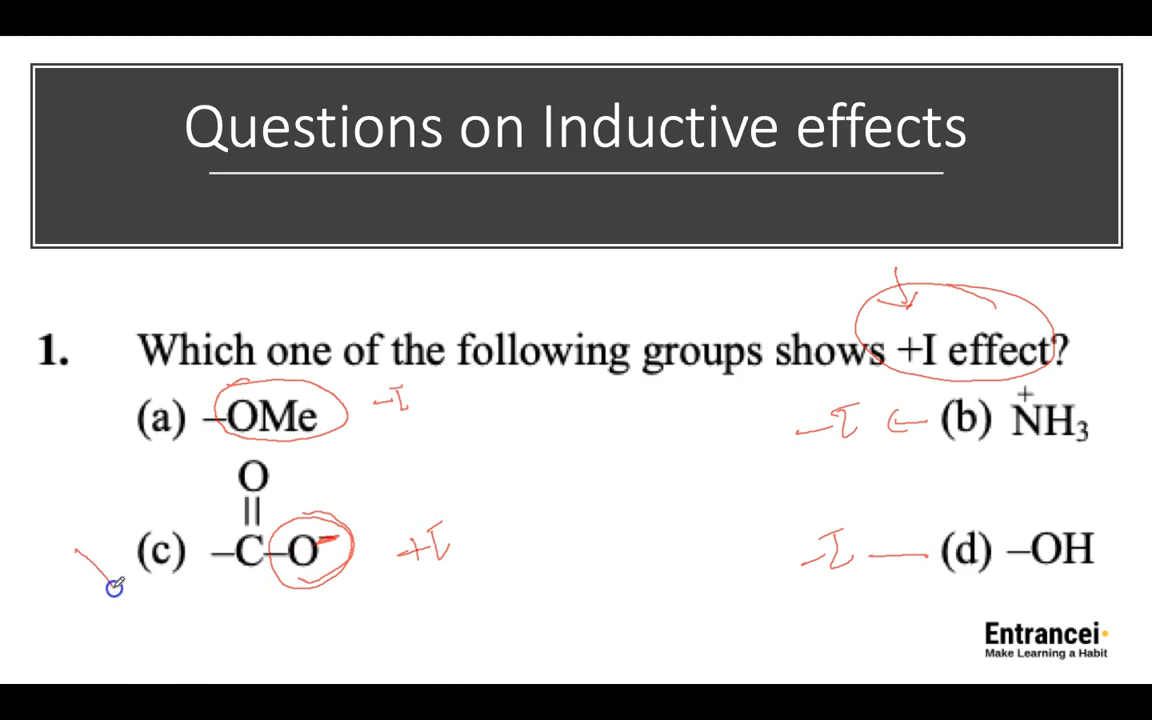 Questions on Inductive effects
1. Which one of the following groups shows +I effect?
(a) –OMe -I
-I ← (b) N⁺H₃
O
||
(c) –C–O⁻ +I
-I — (d) –OH
Entrancei
Make Learning a Habit